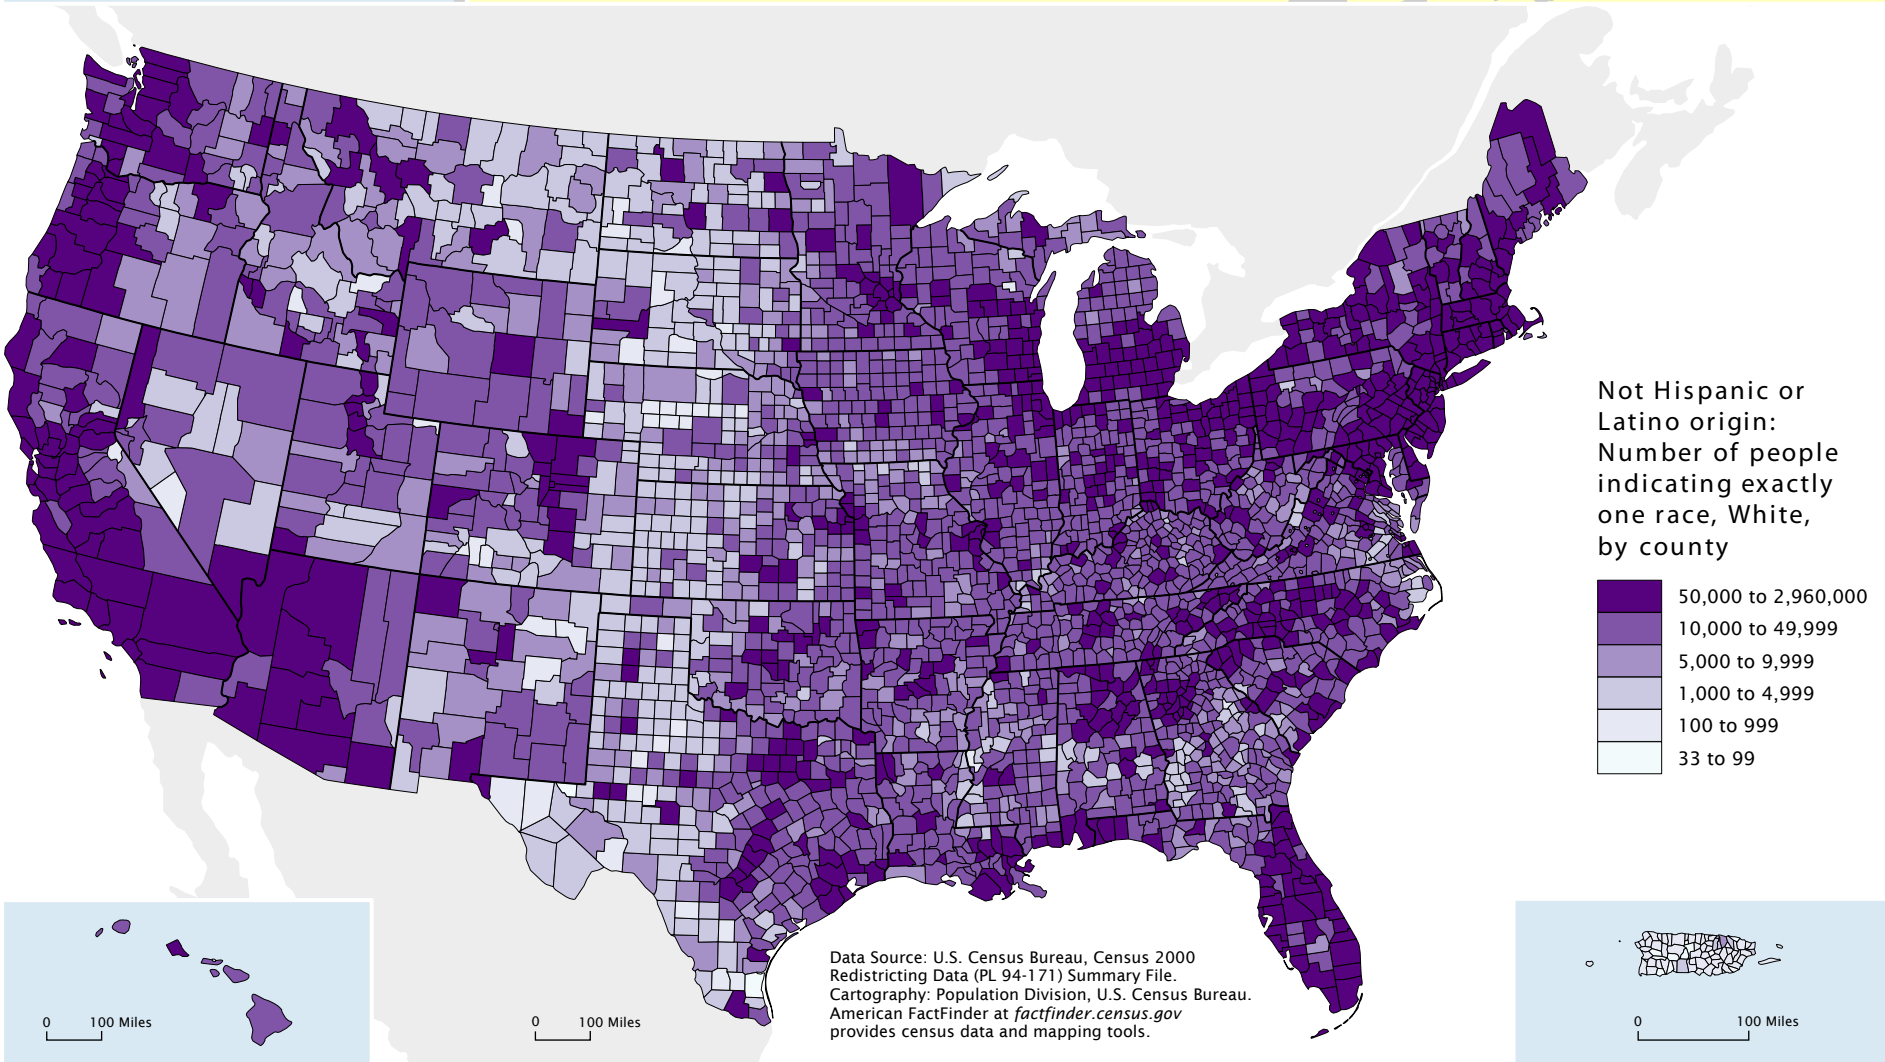 Not Hispanic or
Latino origin:
Number of people
indicating exactly
one race, White,
by county
50,000 to 2,960,000
10,000 to 49,999
5,000 to 9,999
1,000 to 4,999
100 to 999
33 to 99
Data Source: U.S. Census Bureau, Census 2000
Redistricting Data (PL 94-171) Summary File.
Cartography: Population Division, U.S. Census Bureau.
American FactFinder at factfinder.census.gov
provides census data and mapping tools.
0 100 Miles
0 100 Miles
0 100 Miles